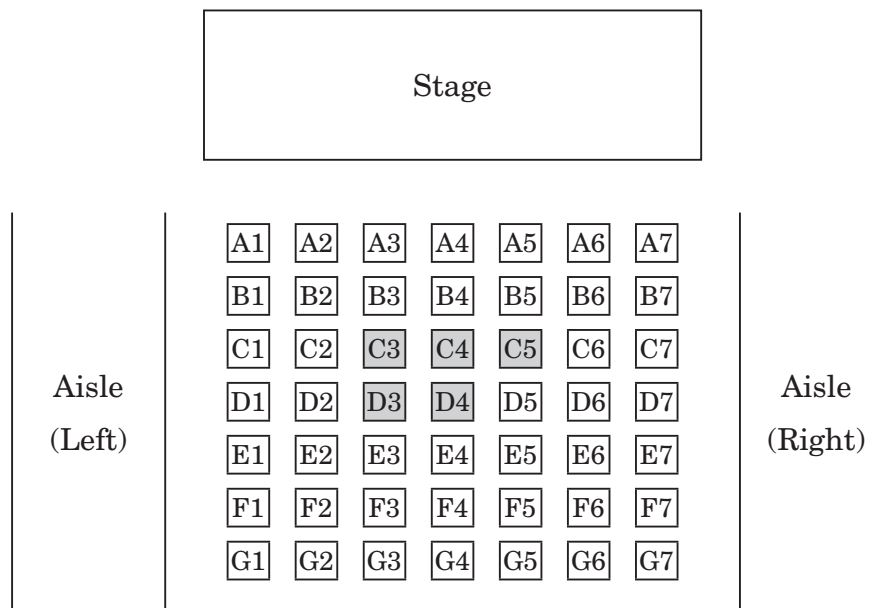 Stage
A1 A2 A3 A4 A5 A6 A7
B1 B2 B3 B4 B5 B6 B7
C1 C2 C3 C4 C5 C6 C7
D1 D2 D3 D4 D5 D6 D7
E1 E2 E3 E4 E5 E6 E7
F1 F2 F3 F4 F5 F6 F7
G1 G2 G3 G4 G5 G6 G7
Aisle
(Left)
Aisle
(Right)